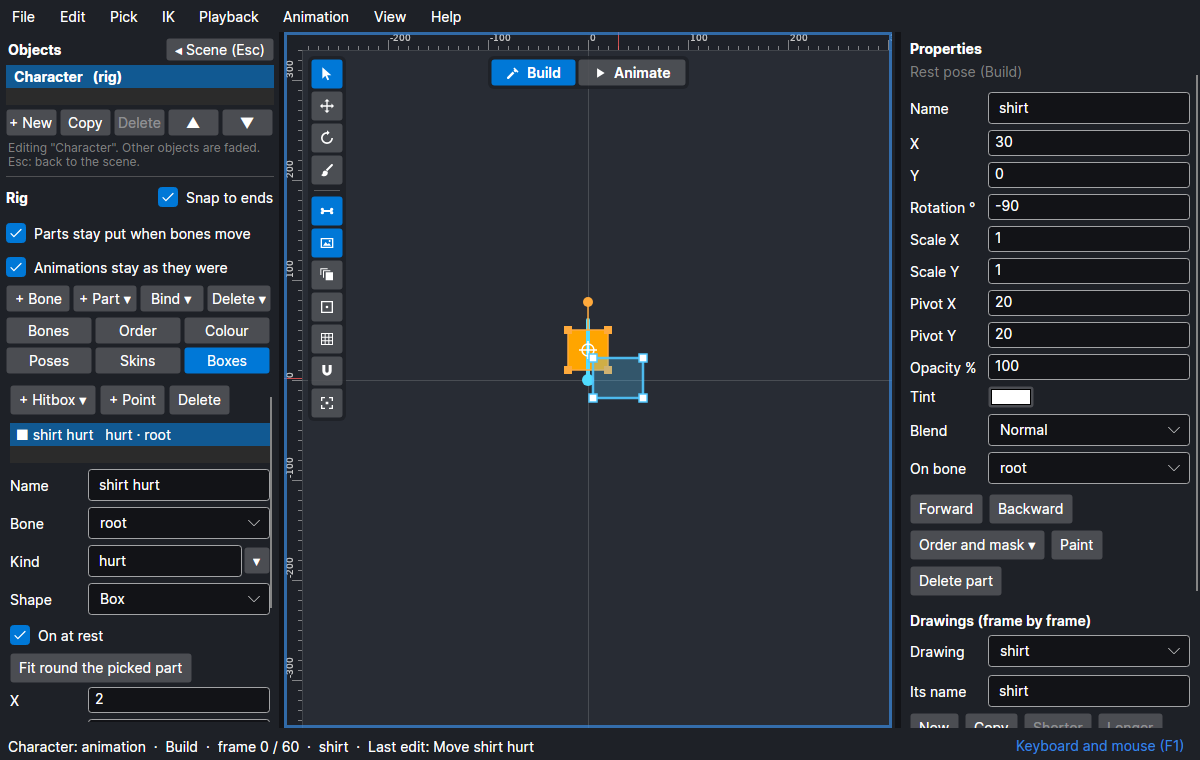 File Edit Pick IK Playback Animation View Help
Objects
◂ Scene (Esc)
Character (rig)
+ New Copy Delete ▲ ▼
Editing "Character". Other objects are faded.
Esc: back to the scene.
Rig
Snap to ends
Parts stay put when bones move
Animations stay as they were
+ Bone + Part ▾ Bind ▾ Delete ▾
Bones Order Colour
Poses Skins Boxes
+ Hitbox ▾ + Point Delete
shirt hurt hurt · root
Name shirt hurt
Bone root
Kind hurt ▾
Shape Box
On at rest
Fit round the picked part
X 2
-200 -100 0 100 200
300
200
100
0
-100
-200
-300
Build Animate
Properties
Rest pose (Build)
Name shirt
X 30
Y 0
Rotation ° -90
Scale X 1
Scale Y 1
Pivot X 20
Pivot Y 20
Opacity % 100
Tint
Blend Normal
On bone root
Forward Backward
Order and mask ▾ Paint
Delete part
Drawings (frame by frame)
Drawing shirt
Its name shirt
New Copy Shorter Longer
Character: animation · Build · frame 0 / 60 · shirt · Last edit: Move shirt hurt
Keyboard and mouse (F1)